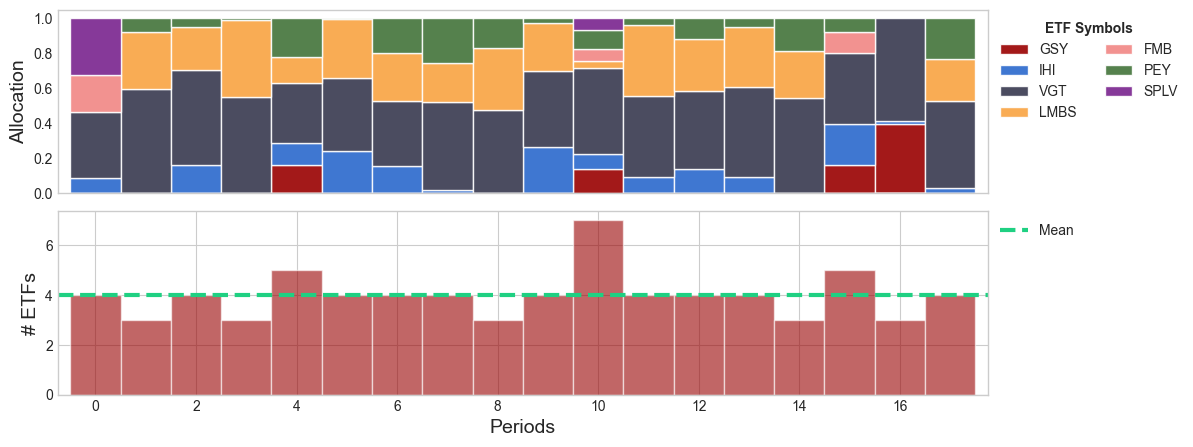 1.0
0.8
0.6
0.4
0.2
0.0
Allocation
ETF Symbols
GSY
IHI
VGT
LMBS
FMB
PEY
SPLV
6
4
2
0
# ETFs
Mean
0 2 4 6 8 10 12 14 16
Periods